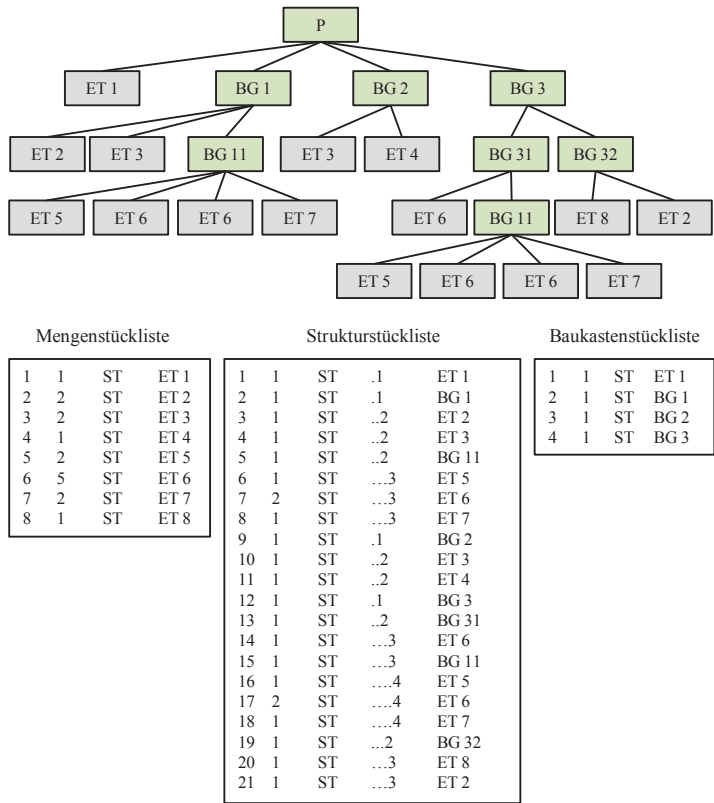 P
ET 1 BG 1 BG 2 BG 3
ET 2 ET 3 BG 11 ET 3 ET 4 BG 31 BG 32
ET 5 ET 6 ET 6 ET 7 ET 6 BG 11 ET 8 ET 2
ET 5 ET 6 ET 6 ET 7
Mengenstückliste
1 1 ST ET 1
2 2 ST ET 2
3 2 ST ET 3
4 1 ST ET 4
5 2 ST ET 5
6 5 ST ET 6
7 2 ST ET 7
8 1 ST ET 8
Strukturstückliste
1 1 ST .1 ET 1
2 1 ST .1 BG 1
3 1 ST ..2 ET 2
4 1 ST ..2 ET 3
5 1 ST ..2 BG 11
6 1 ST …3 ET 5
7 2 ST …3 ET 6
8 1 ST …3 ET 7
9 1 ST .1 BG 2
10 1 ST ..2 ET 3
11 1 ST ..2 ET 4
12 1 ST .1 BG 3
13 1 ST ..2 BG 31
14 1 ST …3 ET 6
15 1 ST …3 BG 11
16 1 ST ….4 ET 5
17 2 ST ….4 ET 6
18 1 ST ….4 ET 7
19 1 ST ...2 BG 32
20 1 ST …3 ET 8
21 1 ST …3 ET 2
Baukastenstückliste
1 1 ST ET 1
2 1 ST BG 1
3 1 ST BG 2
4 1 ST BG 3